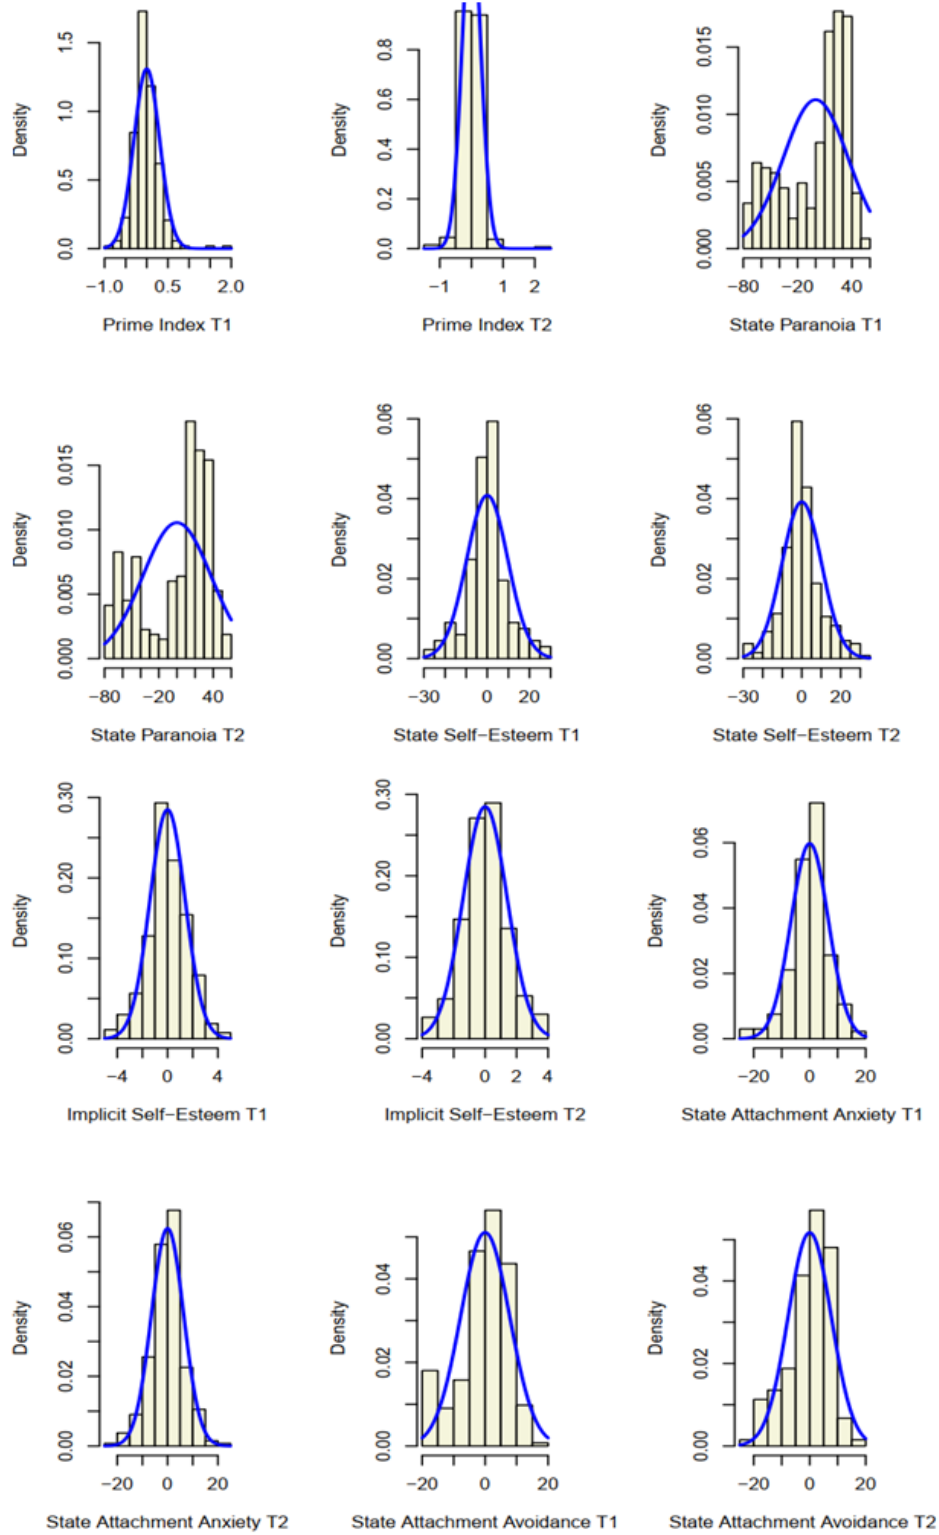 Density
0.0 0.5 1.0 1.5
−1.0 0.5 2.0
Prime Index T1
Density
0.0 0.2 0.4 0.6 0.8
−1 1 2
Prime Index T2
Density
0.000 0.005 0.010 0.015
−80 −20 40
State Paranoia T1
Density
0.000 0.005 0.010 0.015
−80 −20 40
State Paranoia T2
Density
0.00 0.02 0.04 0.06
−30 0 20
State Self−Esteem T1
Density
0.00 0.02 0.04 0.06
−30 0 20
State Self−Esteem T2
Density
0.00 0.10 0.20 0.30
−4 0 4
Implicit Self−Esteem T1
Density
0.00 0.10 0.20 0.30
−4 0 2 4
Implicit Self−Esteem T2
Density
0.00 0.02 0.04 0.06
−20 0 20
State Attachment Anxiety T1
Density
0.00 0.02 0.04 0.06
−20 0 20
State Attachment Anxiety T2
Density
0.00 0.02 0.04
−20 0 20
State Attachment Avoidance T1
Density
0.00 0.02 0.04
−20 0 20
State Attachment Avoidance T2